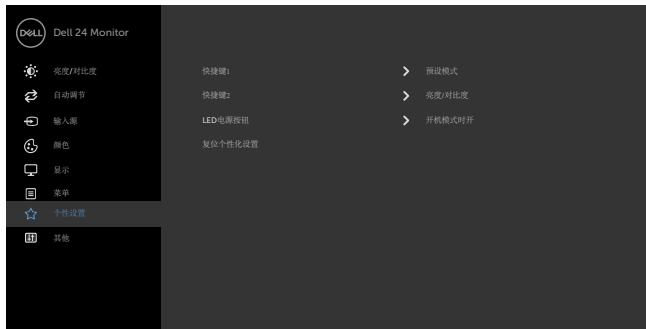 DELL Dell 24 Monitor
亮度/对比度 快捷键1 预设模式
自动调节 快捷键2 亮度/对比度
输入源 LED电源按钮 开机模式时开
颜色 复位个性化设置
显示
菜单
个性设置
其他